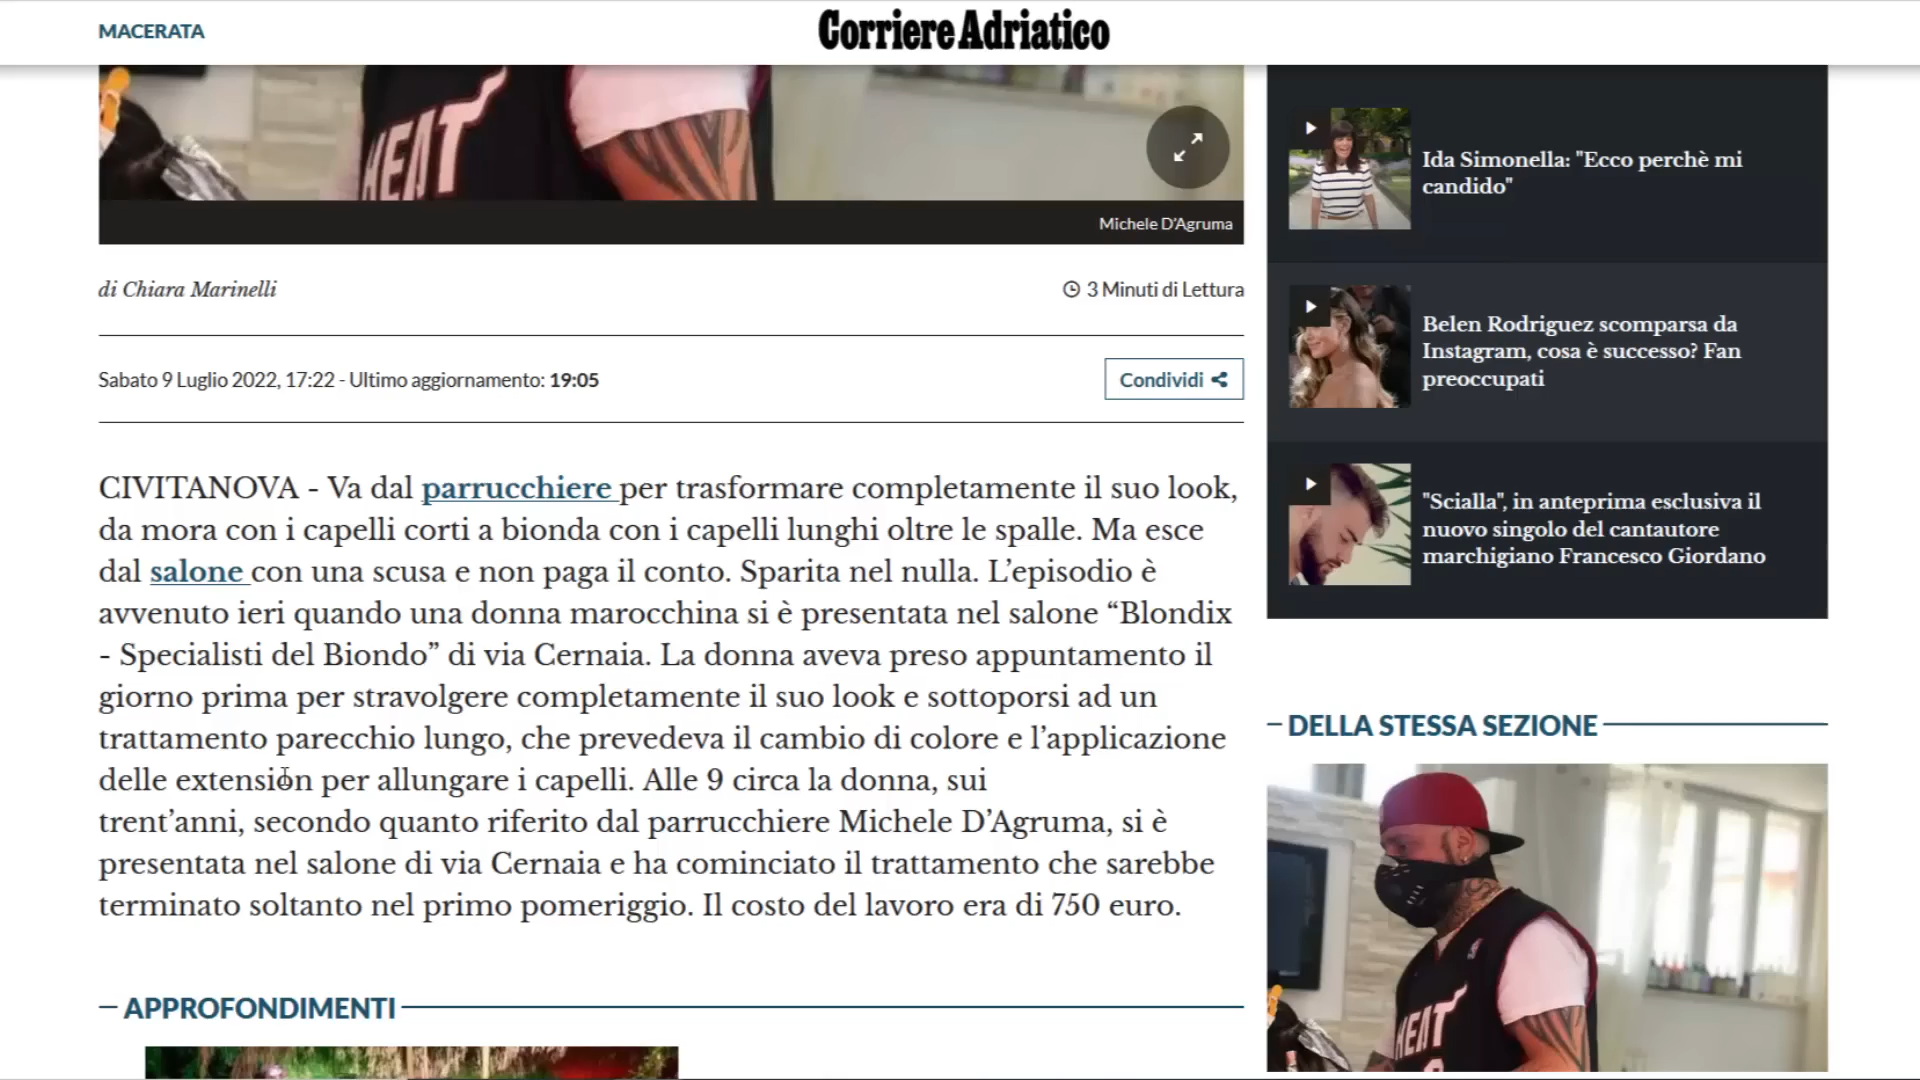 MACERATA
Corriere Adriatico
HEAT
Michele D'Agruma
di Chiara Marinelli
3 Minuti di Lettura
Sabato 9 Luglio 2022, 17:22 - Ultimo aggiornamento: 19:05
Condividi
CIVITANOVA - Va dal parrucchiere per trasformare completamente il suo look,
da mora con i capelli corti a bionda con i capelli lunghi oltre le spalle. Ma esce
dal salone con una scusa e non paga il conto. Sparita nel nulla. L’episodio è
avvenuto ieri quando una donna marocchina si è presentata nel salone “Blondix
- Specialisti del Biondo” di via Cernaia. La donna aveva preso appuntamento il
giorno prima per stravolgere completamente il suo look e sottoporsi ad un
trattamento parecchio lungo, che prevedeva il cambio di colore e l’applicazione
delle extension per allungare i capelli. Alle 9 circa la donna, sui
trent’anni, secondo quanto riferito dal parrucchiere Michele D’Agruma, si è
presentata nel salone di via Cernaia e ha cominciato il trattamento che sarebbe
terminato soltanto nel primo pomeriggio. Il costo del lavoro era di 750 euro.
APPROFONDIMENTI
Ida Simonella: "Ecco perchè mi
candido"
Belen Rodriguez scomparsa da
Instagram, cosa è successo? Fan
preoccupati
"Scialla", in anteprima esclusiva il
nuovo singolo del cantautore
marchigiano Francesco Giordano
DELLA STESSA SEZIONE
HEAT